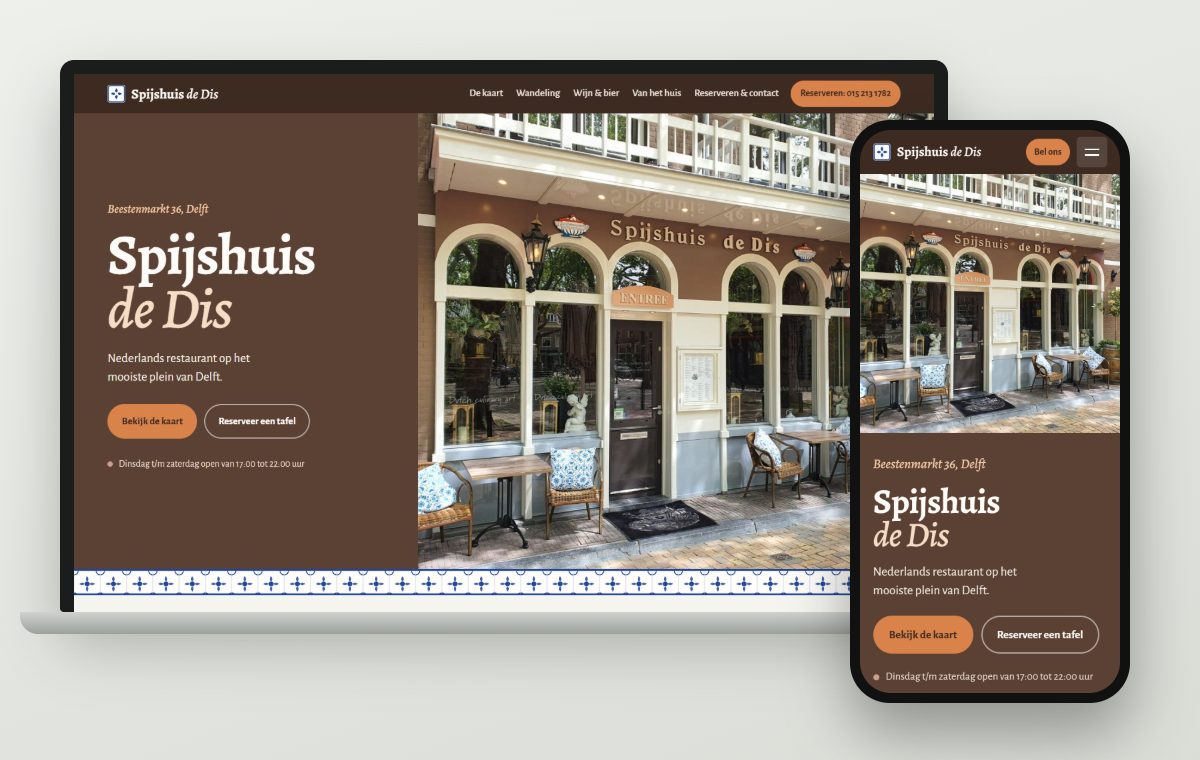 Spijshuis de Dis
De kaart Wandeling Wijn & bier Van het huis Reserveren & contact Reserveren: 015 213 1782
Beestenmarkt 36, Delft
Spijshuis
de Dis
Nederlands restaurant op het
mooiste plein van Delft.
Bekijk de kaart Reserveer een tafel
Dinsdag t/m zaterdag open van 17:00 tot 22:00 uur
Spijshuis de Dis
ENTREE
Dutch culinary art
Spijshuis de Dis
Bel ons
Spijshuis de Dis
ENTREE
Beestenmarkt 36, Delft
Spijshuis
de Dis
Nederlands restaurant op het
mooiste plein van Delft.
Bekijk de kaart Reserveer een tafel
Dinsdag t/m zaterdag open van 17:00 tot 22:00 uur